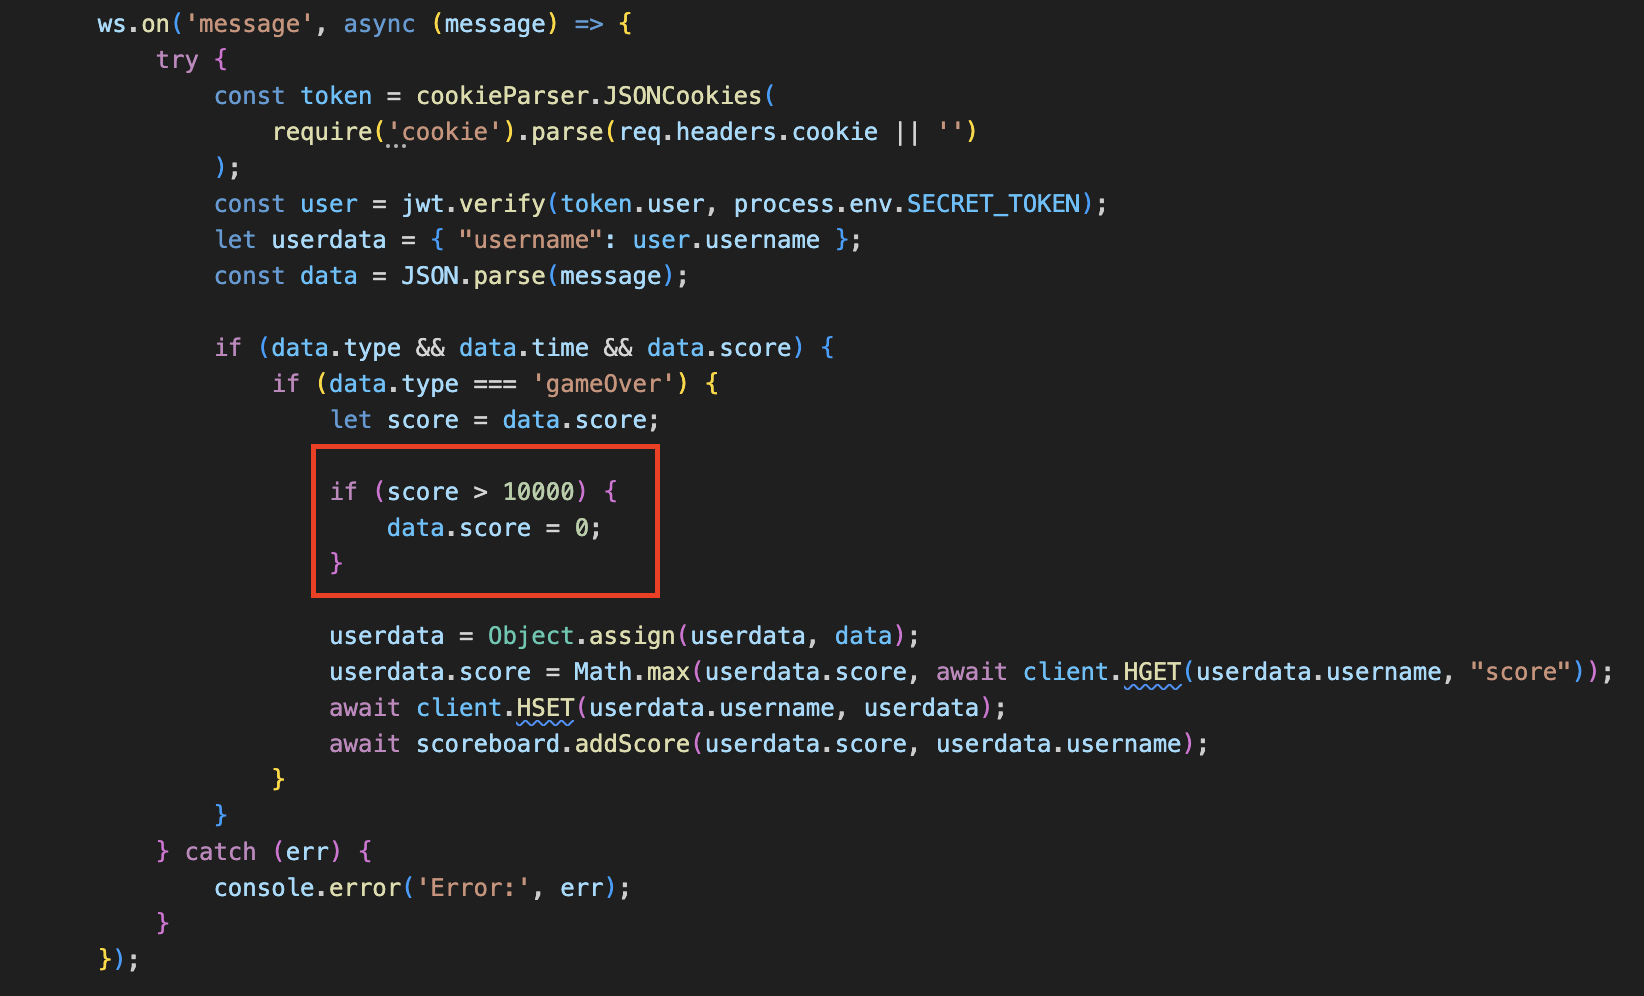 ws.on('message', async (message) => {
try {
const token = cookieParser.JSONCookies(
require('cookie').parse(req.headers.cookie || '')
);
const user = jwt.verify(token.user, process.env.SECRET_TOKEN);
let userdata = { "username": user.username };
const data = JSON.parse(message);
if (data.type && data.time && data.score) {
if (data.type === 'gameOver') {
let score = data.score;
if (score > 10000) {
data.score = 0;
}
userdata = Object.assign(userdata, data);
userdata.score = Math.max(userdata.score, await client.HGET(userdata.username, "score"));
await client.HSET(userdata.username, userdata);
await scoreboard.addScore(userdata.score, userdata.username);
}
}
} catch (err) {
console.error('Error:', err);
}
});